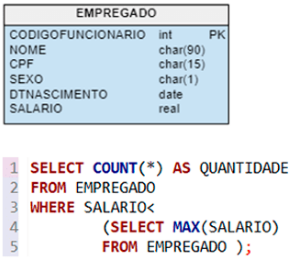 EMPREGADO
CODIGOFUNCIONARIO int PK
NOME char(90)
CPF char(15)
SEXO char(1)
DTNASCIMENTO date
SALARIO real
1 SELECT COUNT(*) AS QUANTIDADE
2 FROM EMPREGADO
3 WHERE SALARIO<
4 (SELECT MAX(SALARIO)
5 FROM EMPREGADO );